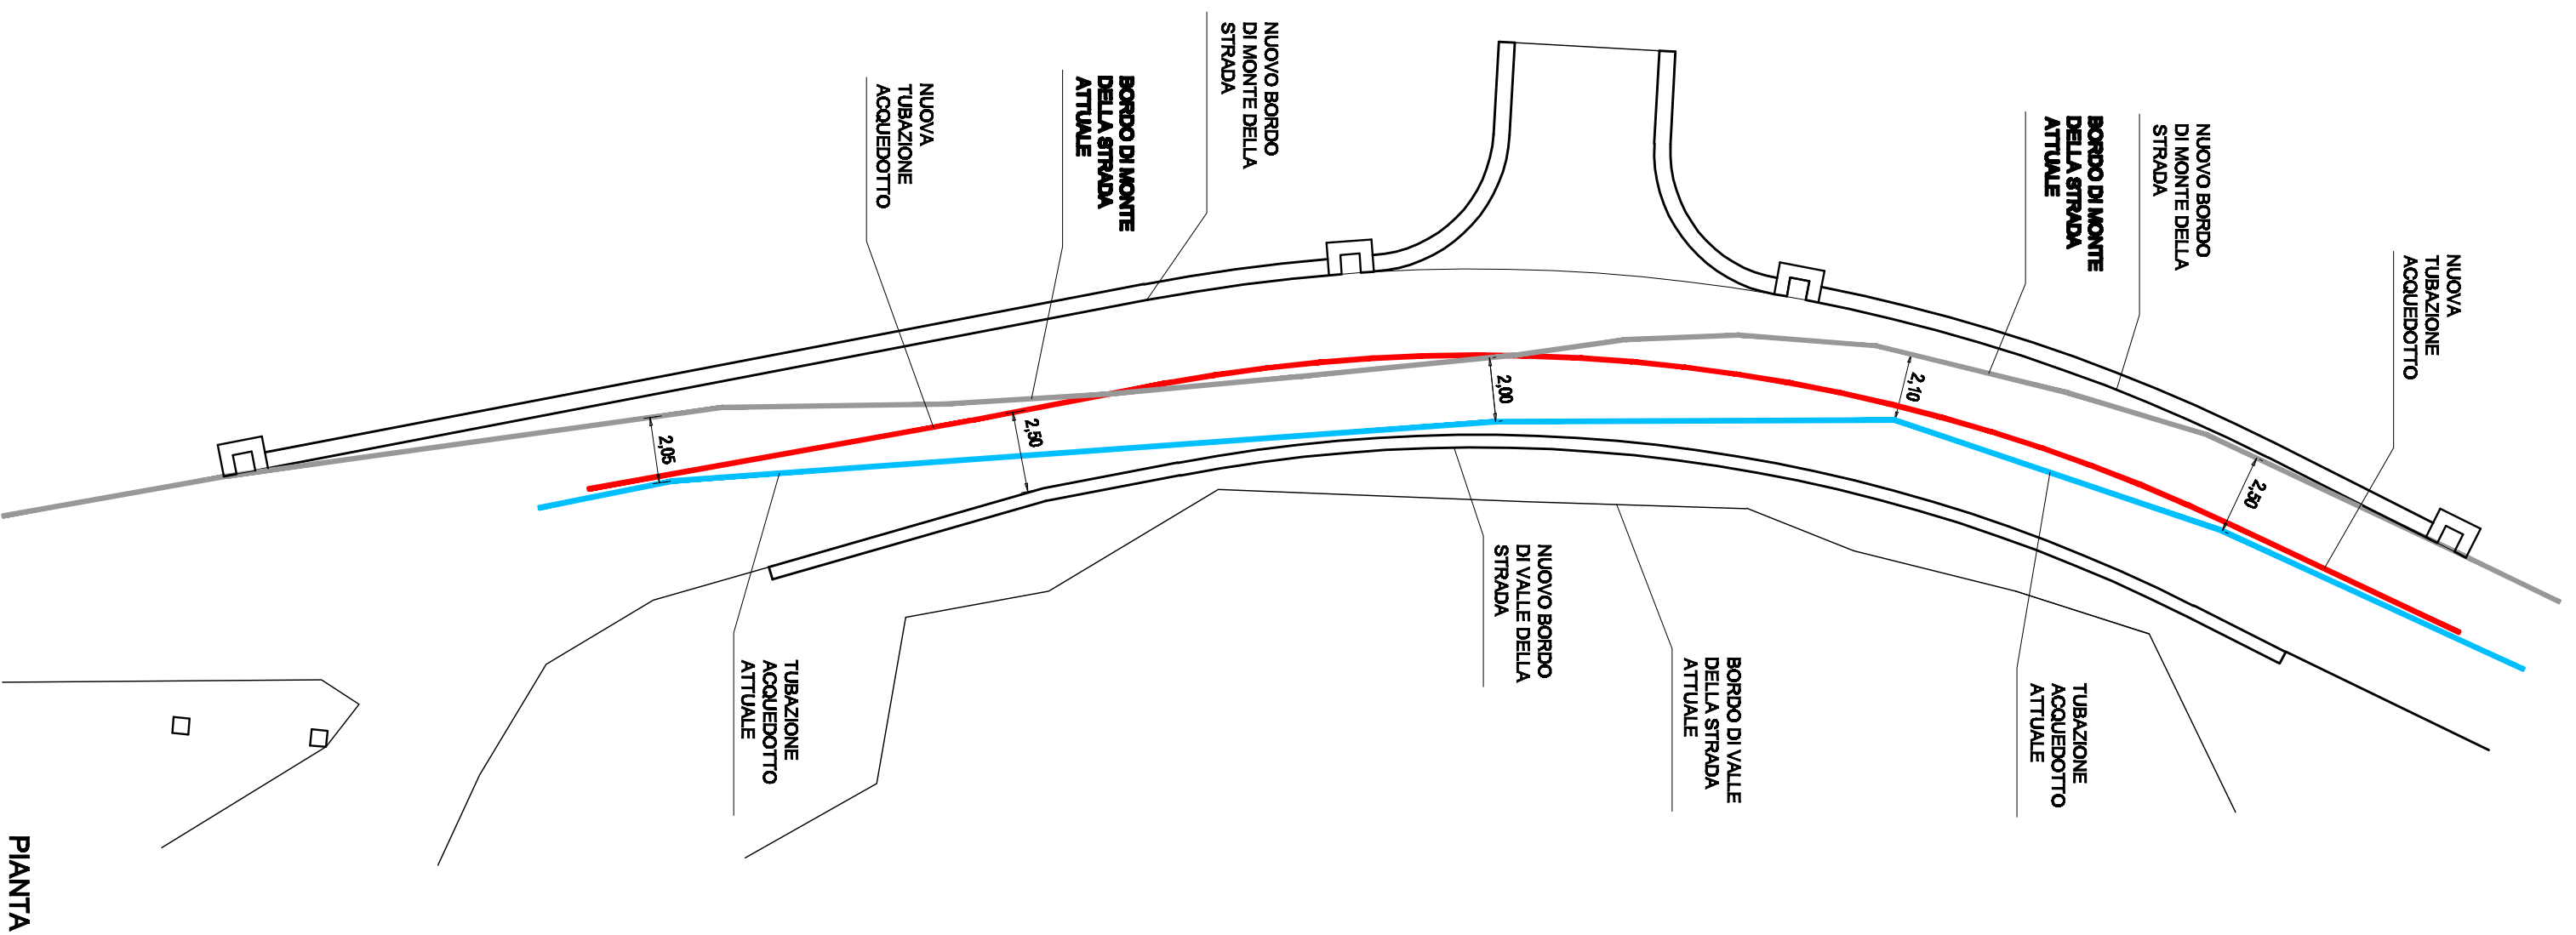 NUOVO BORDO
DI MONTE DELLA
STRADA
BORDO DI MONTE
DELLA STRADA
ATTUALE
NUOVA
TUBAZIONE
ACQUEDOTTO
NUOVO BORDO
DI MONTE DELLA
STRADA
BORDO DI MONTE
DELLA STRADA
ATTUALE
NUOVA
TUBAZIONE
ACQUEDOTTO
2,05
2,50
2,00
2,10
2,50
TUBAZIONE
ACQUEDOTTO
ATTUALE
NUOVO BORDO
DI VALLE DELLA
STRADA
BORDO DI VALLE
DELLA STRADA
ATTUALE
TUBAZIONE
ACQUEDOTTO
ATTUALE
PIANTA